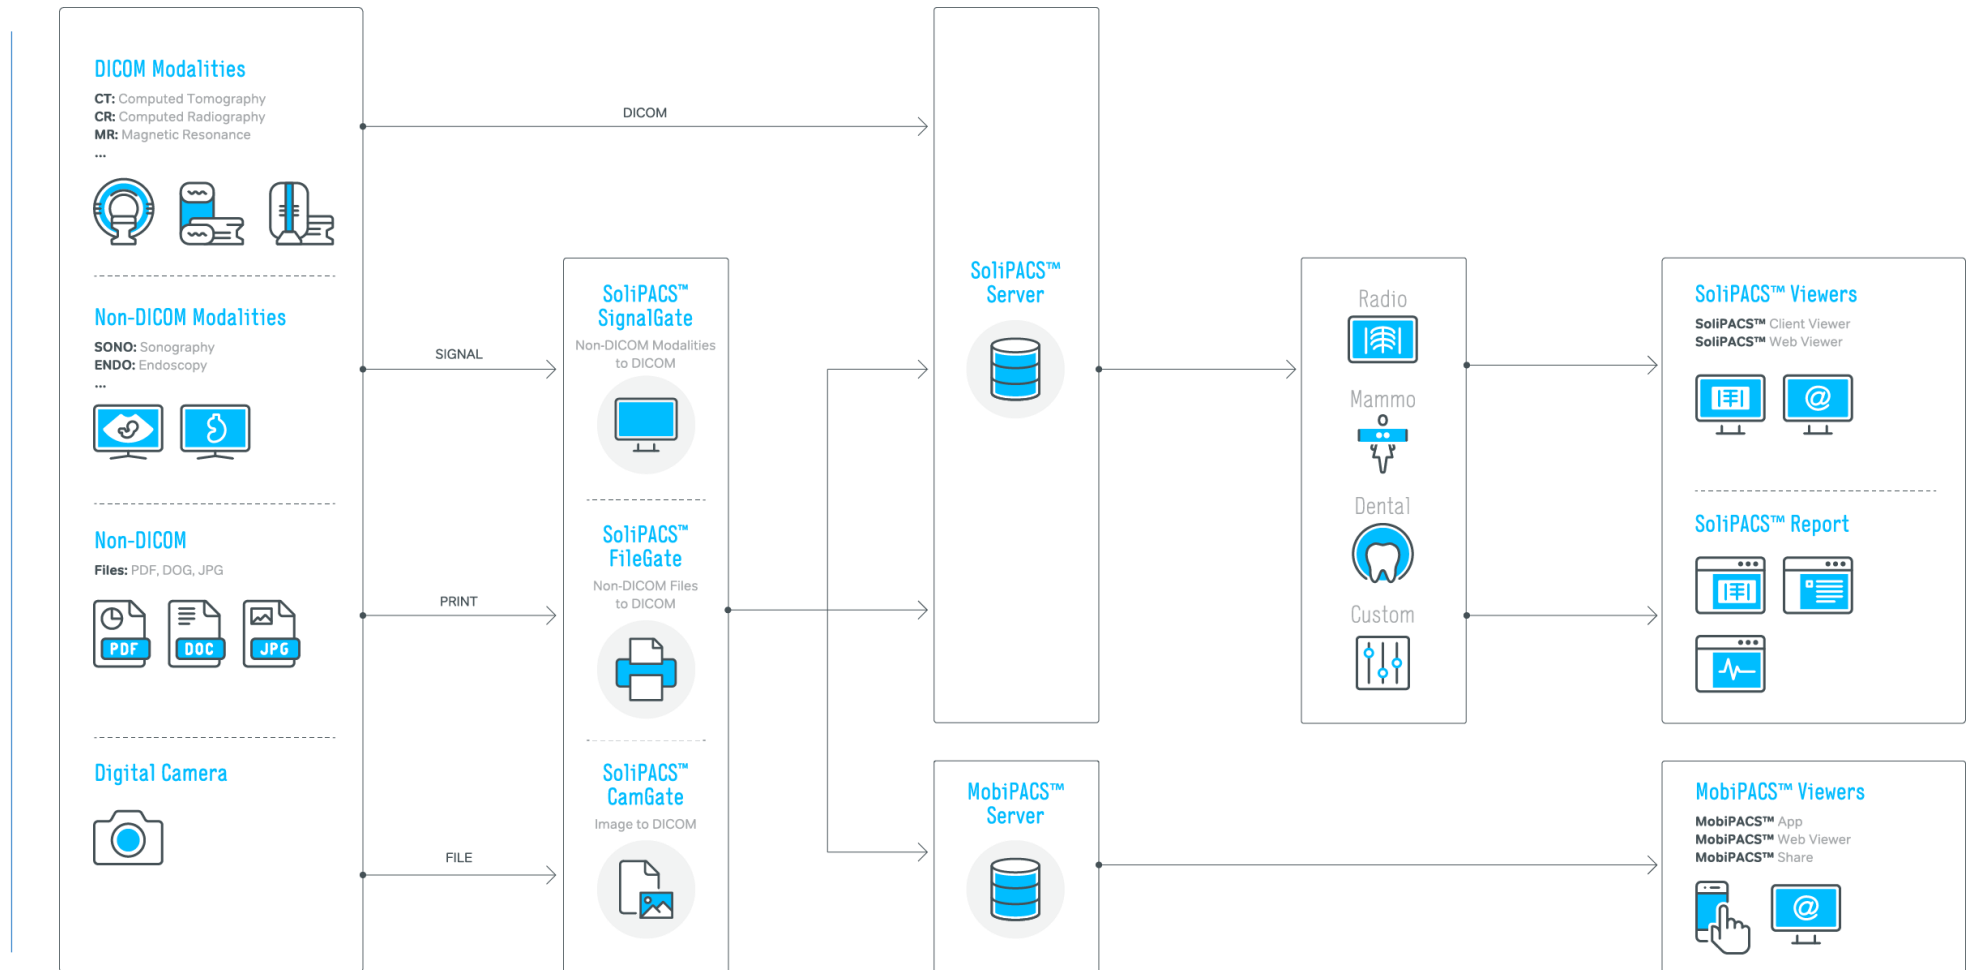 DICOM Modalities
CT: Computed Tomography
CR: Computed Radiography
MR: Magnetic Resonance
...
Non-DICOM Modalities
SONO: Sonography
ENDO: Endoscopy
...
Non-DICOM
Files: PDF, DOG, JPG
PDF
DOC
JPG
Digital Camera
DICOM
SIGNAL
PRINT
FILE
SoliPACS™
SignalGate
Non-DICOM Modalities
to DICOM
SoliPACS™
FileGate
Non-DICOM Files
to DICOM
SoliPACS™
CamGate
Image to DICOM
SoliPACS™
Server
MobiPACS™
Server
Radio
Mammo
Dental
Custom
SoliPACS™ Viewers
SoliPACS™ Client Viewer
SoliPACS™ Web Viewer
@
SoliPACS™ Report
MobiPACS™ Viewers
MobiPACS™ App
MobiPACS™ Web Viewer
MobiPACS™ Share
@